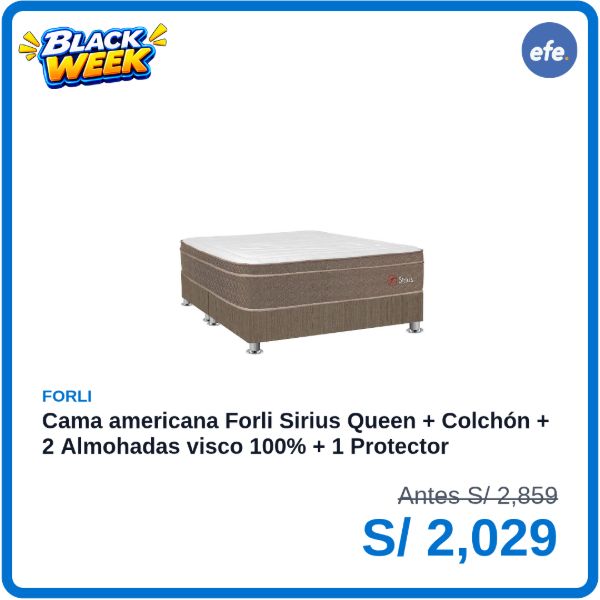 BLACK
WEEK
efe.
Sirius
FORLI
Cama americana Forli Sirius Queen + Colchón +
2 Almohadas visco 100% + 1 Protector
Antes S/ 2,859
S/ 2,029